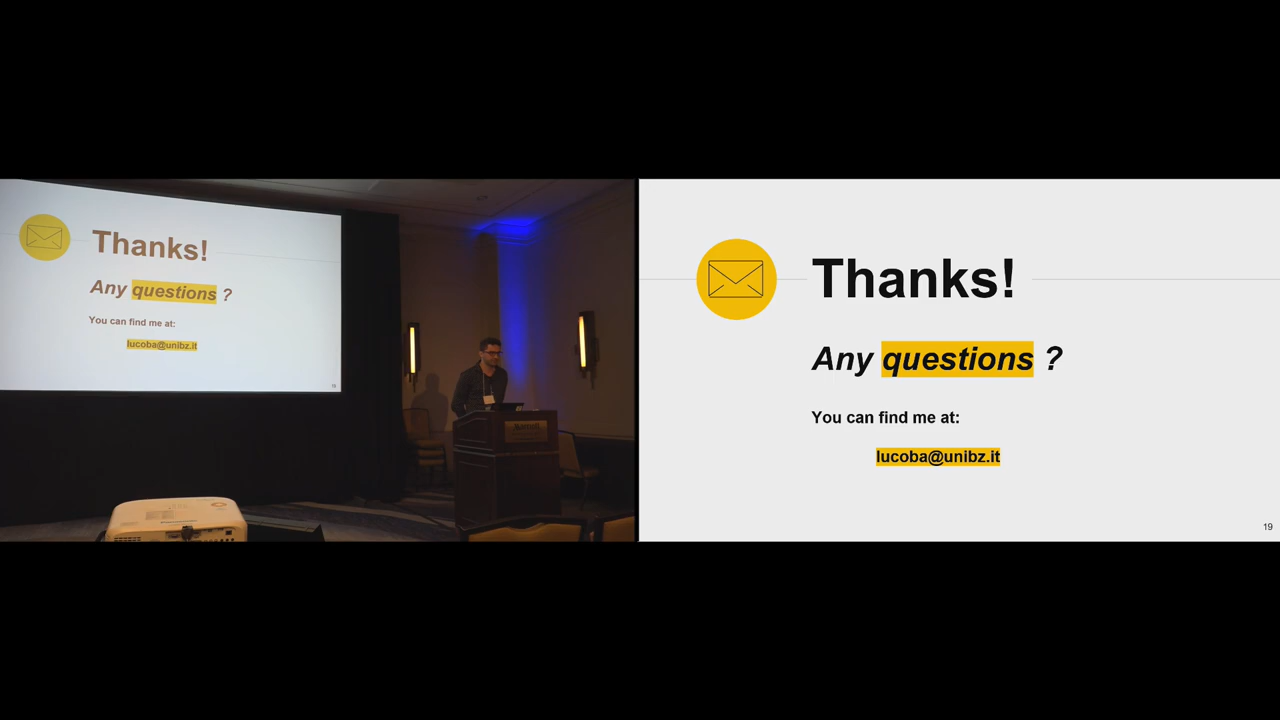 Thanks!
Any questions ?
You can find me at:
lucoba@unibz.it
19
Thanks!
Any questions ?
You can find me at:
lucoba@unibz.it
19